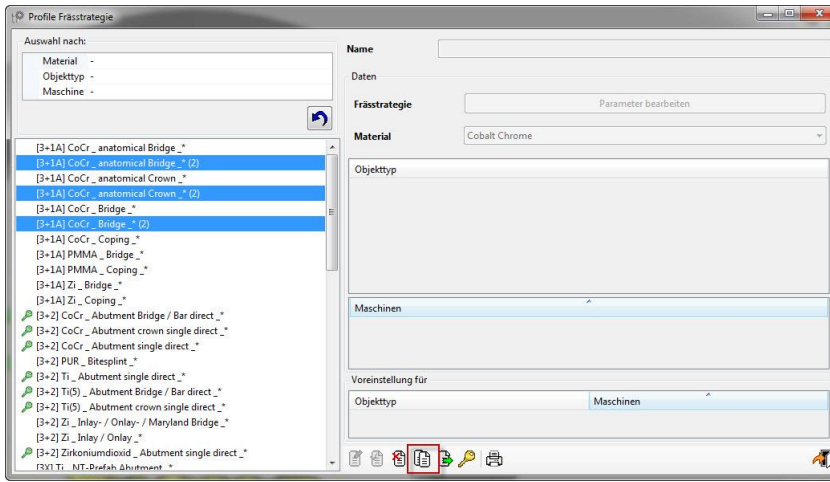 Profile Frässtrategie
Auswahl nach:
Material -
Objekttyp -
Maschine -
[3+1A] CoCr _ anatomical Bridge _*
[3+1A] CoCr _ anatomical Bridge _* (2)
[3+1A] CoCr _ anatomical Crown _*
[3+1A] CoCr _ anatomical Crown _* (2)
[3+1A] CoCr _ Bridge _*
[3+1A] CoCr _ Bridge _* (2)
[3+1A] CoCr _ Coping _*
[3+1A] PMMA _ Bridge _*
[3+1A] PMMA _ Coping _*
[3+1A] Zi _ Bridge _*
[3+1A] Zi _ Coping _*
[3+2] CoCr _ Abutment Bridge / Bar direct _*
[3+2] CoCr _ Abutment crown single direct _*
[3+2] CoCr _ Abutment single direct _*
[3+2] PUR _ Bitesplint _*
[3+2] Ti _ Abutment single direct _*
[3+2] Ti(5) _ Abutment Bridge / Bar direct _*
[3+2] Ti(5) _ Abutment crown single direct _*
[3+2] Zi _ Inlay- / Onlay- / Maryland Bridge _*
[3+2] Zi _ Inlay / Onlay _*
[3+2] Zirkoniumdioxid _ Abutment single direct _*
[3X] Ti _ NT-Prefab Abutment _*
Name
Daten
Frässtrategie Parameter bearbeiten
Material Cobalt Chrome
Objekttyp
Maschinen
Voreinstellung für
Objekttyp Maschinen